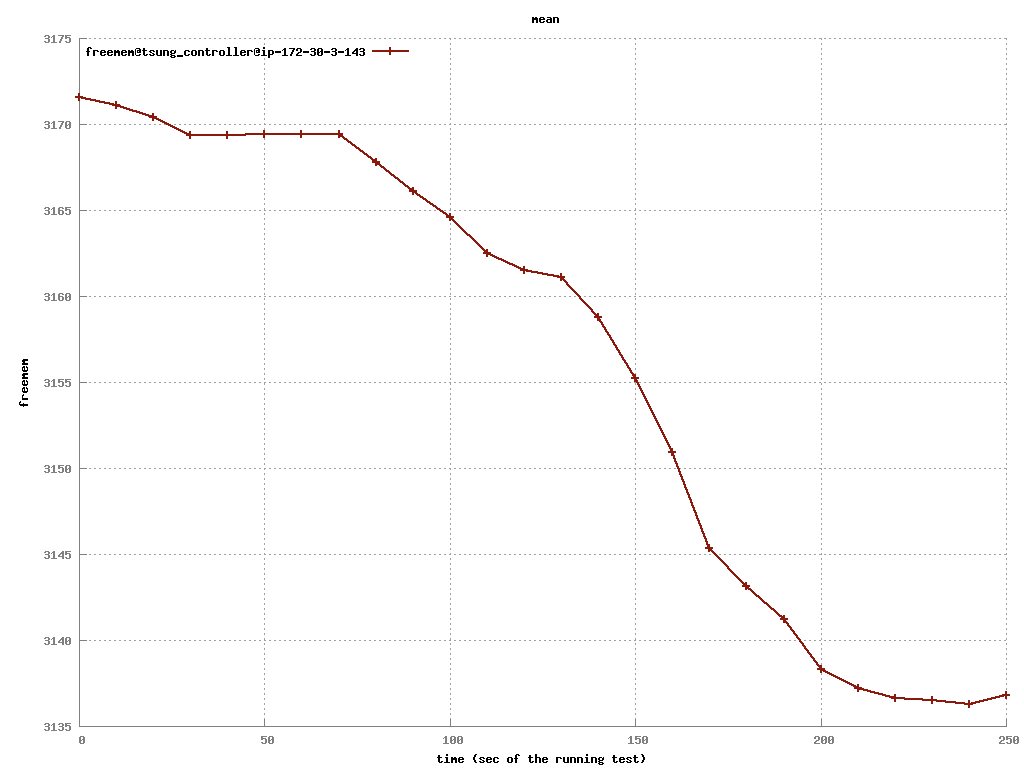 mean
3175
freemem@tsung_controller@ip-172-30-3-143
3170
3165
3160
freemem
3155
3150
3145
3140
3135
0 50 100 150 200 250
time (sec of the running test)